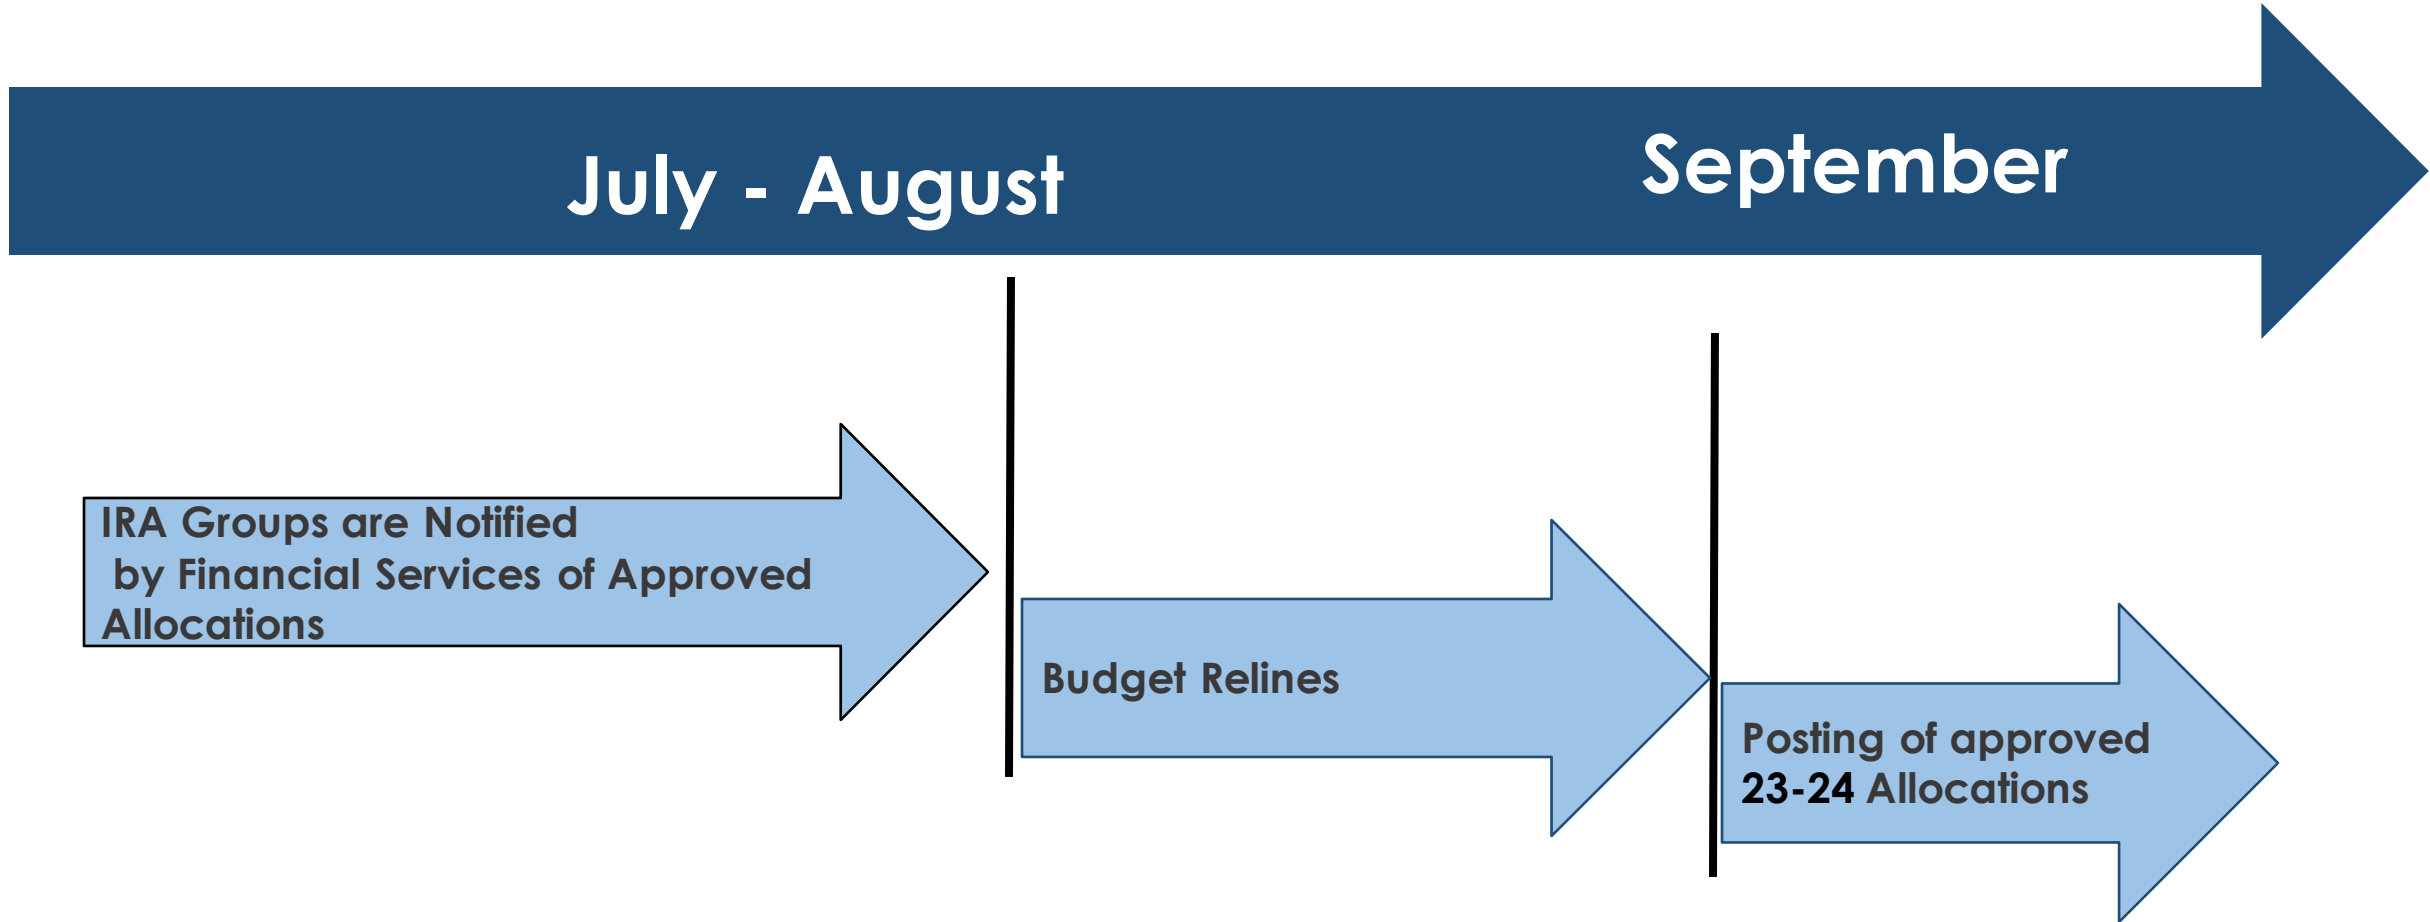 July - August
September
IRA Groups are Notified
by Financial Services of Approved
Allocations
Budget Relines
Posting of approved
23-24 Allocations